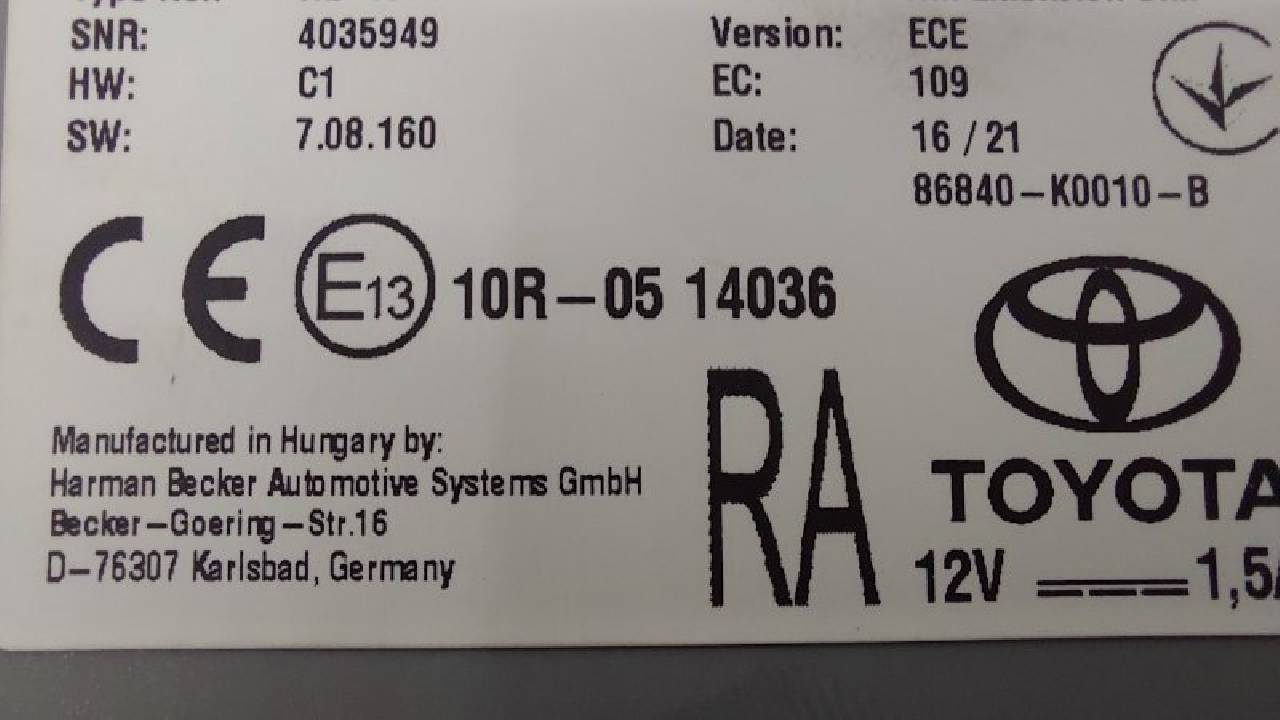 SNR: 4035949
HW: C1
SW: 7.08.160
Version: ECE
EC: 109
Date: 16 / 21
86840-K0010-B
CE E13 10R-05 14036
Manufactured in Hungary by:
Harman Becker Automotive Systems GmbH
Becker-Goering-Str.16
D-76307 Karlsbad, Germany
RA
TOYOTA
12V 1,5A